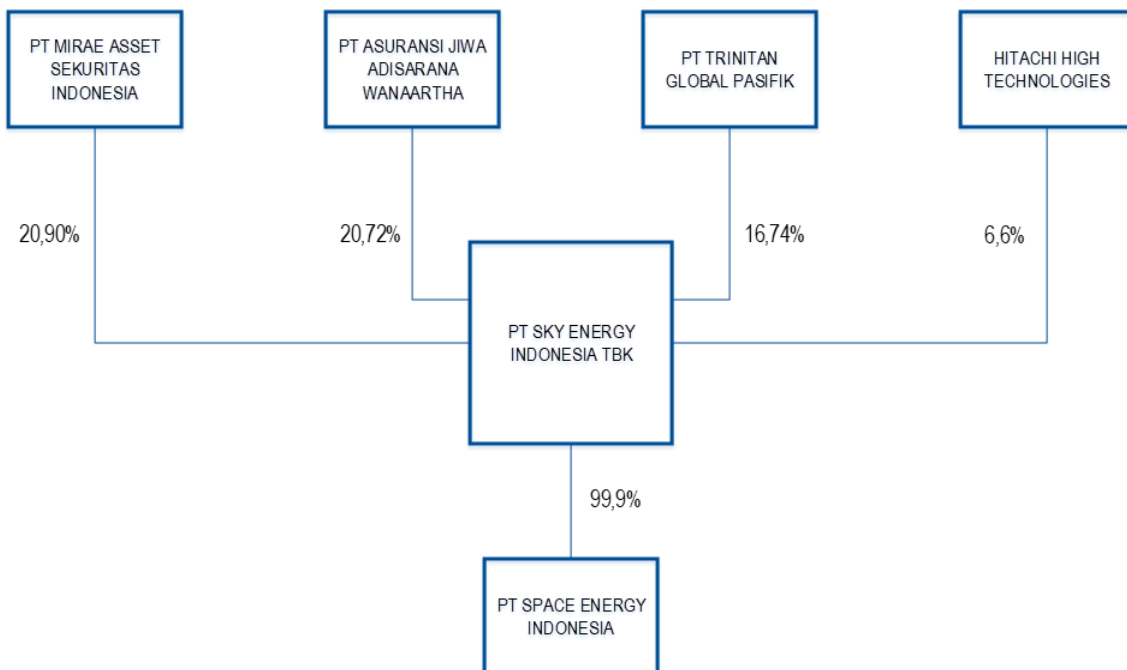 PT MIRAE ASSET
SEKURITAS
INDONESIA
PT ASURANSI JIWA
ADISARANA
WANAARTHA
PT TRINITAN
GLOBAL PASIFIK
HITACHI HIGH
TECHNOLOGIES
20,90%
20,72%
16,74%
6,6%
PT SKY ENERGY
INDONESIA TBK
99,9%
PT SPACE ENERGY
INDONESIA